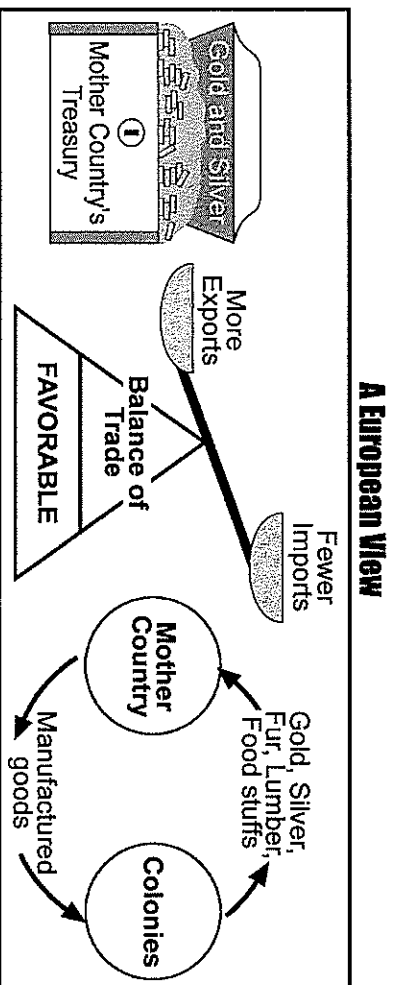 A European View
Gold and Silver
Mother Country's
Treasury
More
Exports
Fewer
Imports
Balance of
Trade
FAVORABLE
Gold, Silver,
Fur, Lumber,
Food stuffs
Mother
Country
Colonies
Manufactured
goods